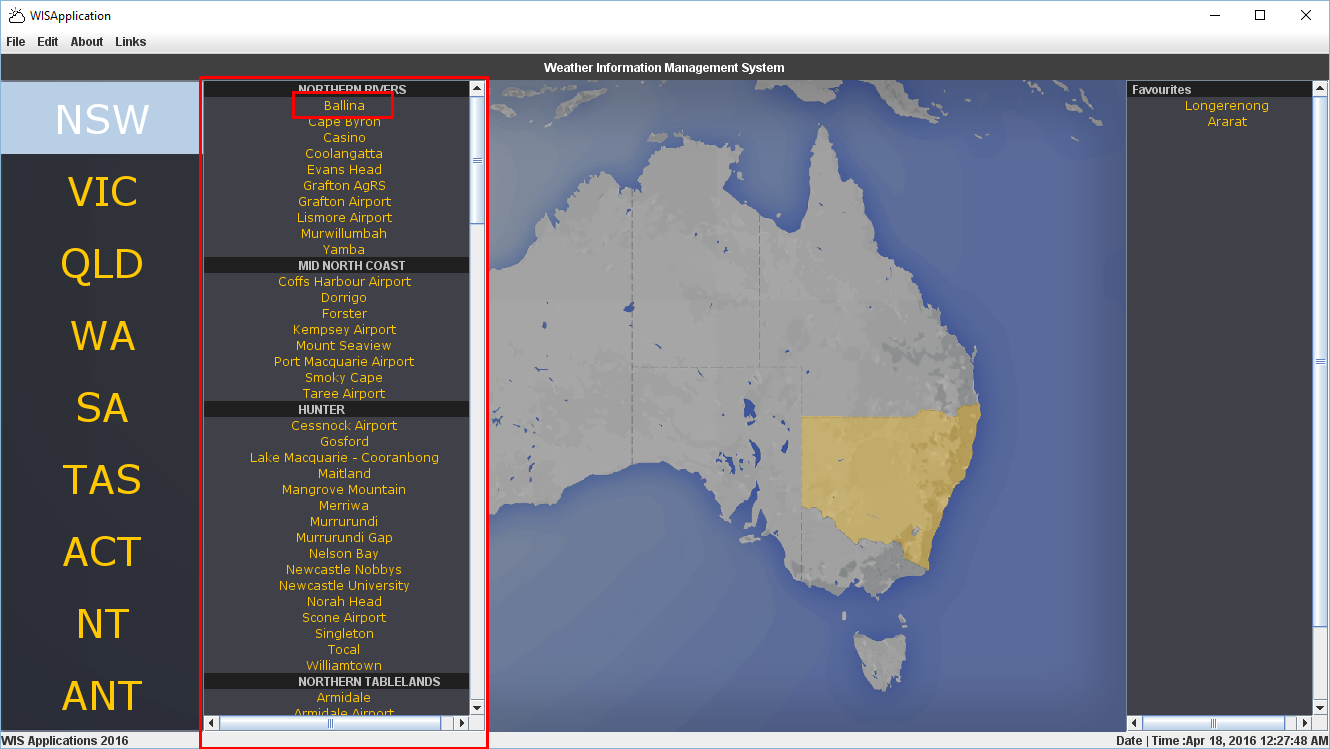 WISApplication
File Edit About Links
Weather Information Management System
NSW
VIC
QLD
WA
SA
TAS
ACT
NT
ANT
NORTHERN RIVERS
Ballina
Cape Byron
Casino
Coolangatta
Evans Head
Grafton AgRS
Grafton Airport
Lismore Airport
Murwillumbah
Yamba
MID NORTH COAST
Coffs Harbour Airport
Dorrigo
Forster
Kempsey Airport
Mount Seaview
Port Macquarie Airport
Smoky Cape
Taree Airport
HUNTER
Cessnock Airport
Gosford
Lake Macquarie - Cooranbong
Maitland
Mangrove Mountain
Merriwa
Murrurundi
Murrurundi Gap
Nelson Bay
Newcastle Nobbys
Newcastle University
Norah Head
Scone Airport
Singleton
Tocal
Williamtown
NORTHERN TABLELANDS
Armidale
Armidale Airport
Favourites
Longerenong
Ararat
WIS Applications 2016
Date | Time :Apr 18, 2016 12:27:48 AM